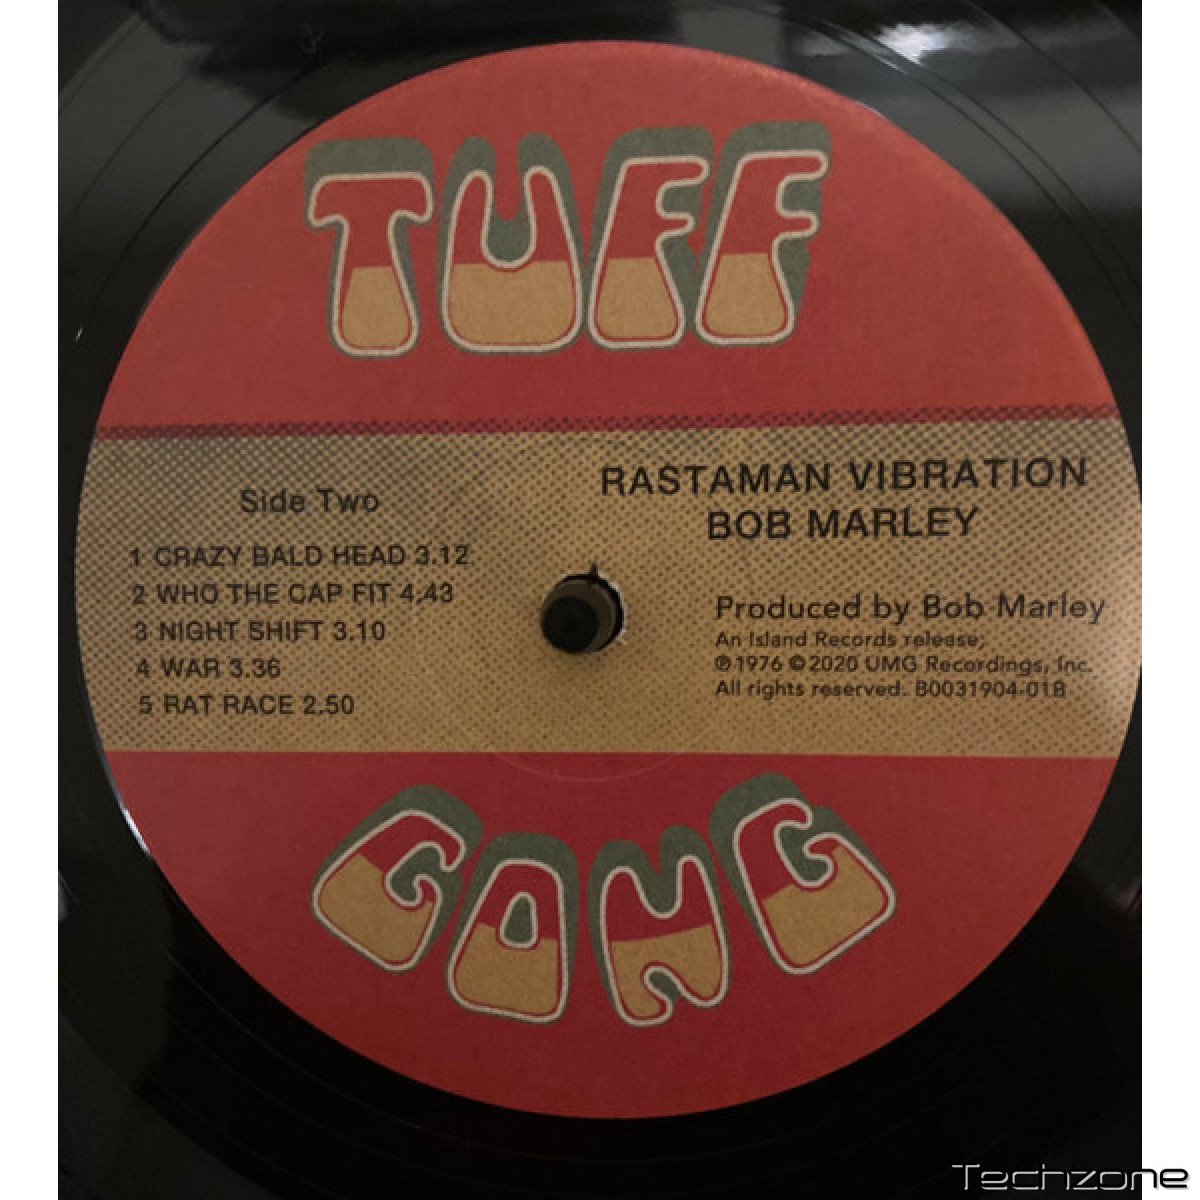 TUFF
Side Two
1 CRAZY BALD HEAD 3.12
2 WHO THE CAP FIT 4,43
3 NIGHT SHIFT 3.10
4 WAR 3.36
5 RAT RACE 2.50
RASTAMAN VIBRATION
BOB MARLEY
Produced by Bob Marley
An Island Records release;
℗ 1976 © 2020 UMG Recordings, Inc.
All rights reserved. B0031904-01B
GONG
Techzone